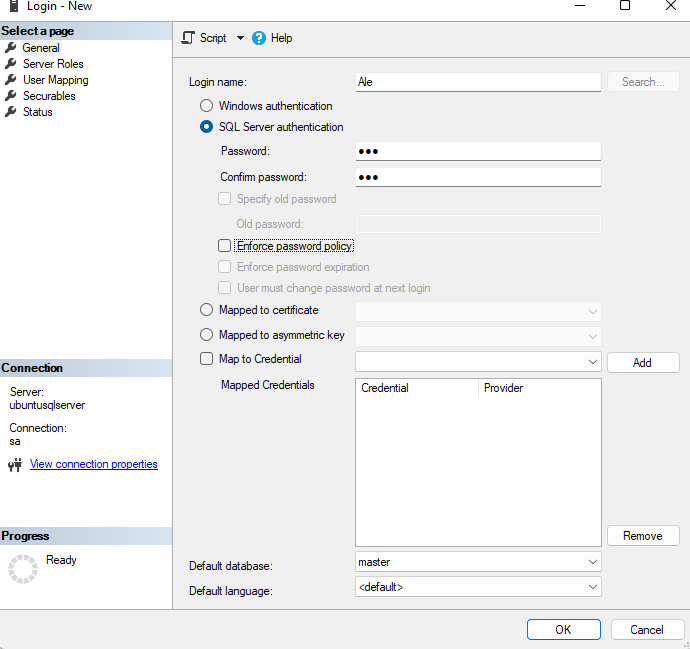 Login - New
Select a page
General
Server Roles
User Mapping
Securables
Status
Script
Help
Login name:
Ale
Search...
Windows authentication
SQL Server authentication
Password:
●●●
Confirm password:
●●●
Specify old password
Old password:
Enforce password policy
Enforce password expiration
User must change password at next login
Mapped to certificate
Mapped to asymmetric key
Map to Credential
Add
Mapped Credentials
Credential
Provider
Remove
Default database:
master
Default language:
<default>
Connection
Server:
ubuntusqlserver
Connection:
sa
View connection properties
Progress
Ready
OK
Cancel